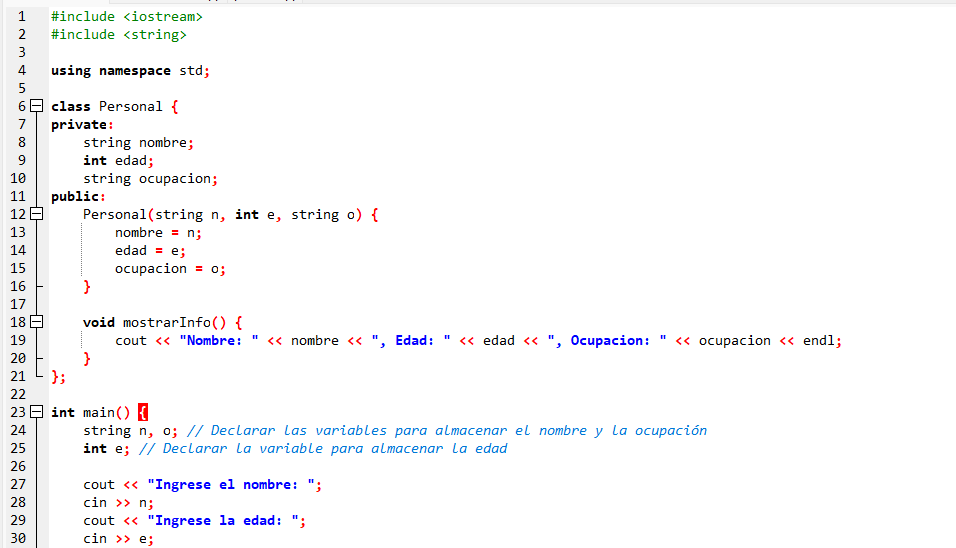 1 #include <iostream>
2 #include <string>
3
4 using namespace std;
5
6 class Personal {
7 private:
8 string nombre;
9 int edad;
10 string ocupacion;
11 public:
12 Personal(string n, int e, string o) {
13 nombre = n;
14 edad = e;
15 ocupacion = o;
16 }
17
18 void mostrarInfo() {
19 cout << "Nombre: " << nombre << ", Edad: " << edad << ", Ocupacion: " << ocupacion << endl;
20 }
21 };
22
23 int main() {
24 string n, o; // Declarar las variables para almacenar el nombre y la ocupación
25 int e; // Declarar la variable para almacenar la edad
26
27 cout << "Ingrese el nombre: ";
28 cin >> n;
29 cout << "Ingrese la edad: ";
30 cin >> e;